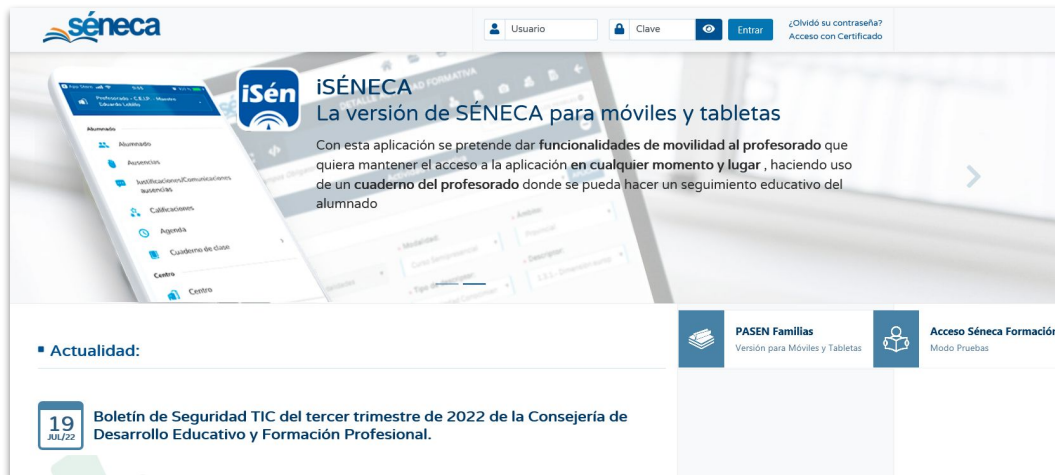 séneca
Usuario
Clave
Entrar
¿Olvidó su contraseña?
Acceso con Certificado
iSén
iSÉNECA
La versión de SÉNECA para móviles y tabletas
Con esta aplicación se pretende dar funcionalidades de movilidad al profesorado que
quiera mantener el acceso a la aplicación en cualquier momento y lugar , haciendo uso
de un cuaderno del profesorado donde se pueda hacer un seguimiento educativo del
alumnado
Alumnado
Alumnado
Ausencias
Justificaciones/Comunicaciones
ausencias
Calificaciones
Agenda
Cuaderno de clase
Centro
Centro
Actualidad:
PASEN Familias
Versión para Móviles y Tabletas
Acceso Séneca Formación
Modo Pruebas
19
JUL/22
Boletín de Seguridad TIC del tercer trimestre de 2022 de la Consejería de
Desarrollo Educativo y Formación Profesional.